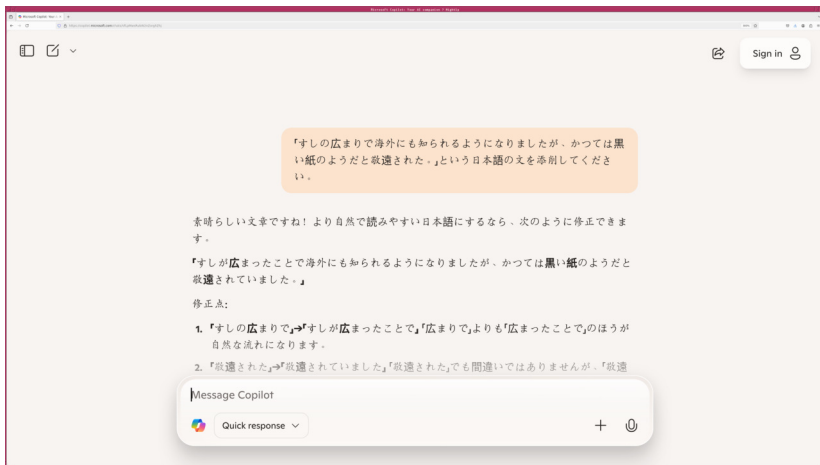 Microsoft Copilot: Your AI companion
Sign in
『すしの広まりで海外にも知られるようになりましたが、かつては黒
い紙のようだと敬遠された。』という日本語の文を添削してくださ
い。
素晴らしい文章ですね！より自然で読みやすい日本語にするなら、次のように修正できま
す。
『すしが広まったことで海外にも知られるようになりましたが、かつては黒い紙のようだと
敬遠されていました。』
修正点:
1. 『すしの広まりで』→『すしが広まったことで』 「広まりで」よりも「広まったことで」のほうが
自然な流れになります。
2. 『敬遠された』→『敬遠されていました』 「敬遠された」でも間違いではありませんが、「敬遠
Message Copilot
Quick response